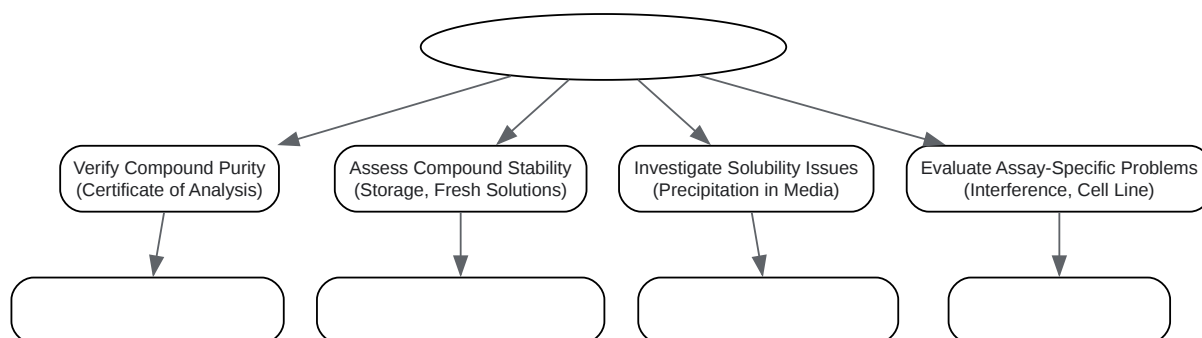 Verify Compound Purity
(Certificate of Analysis)
Assess Compound Stability
(Storage, Fresh Solutions)
Investigate Solubility Issues
(Precipitation in Media)
Evaluate Assay-Specific Problems
(Interference, Cell Line)